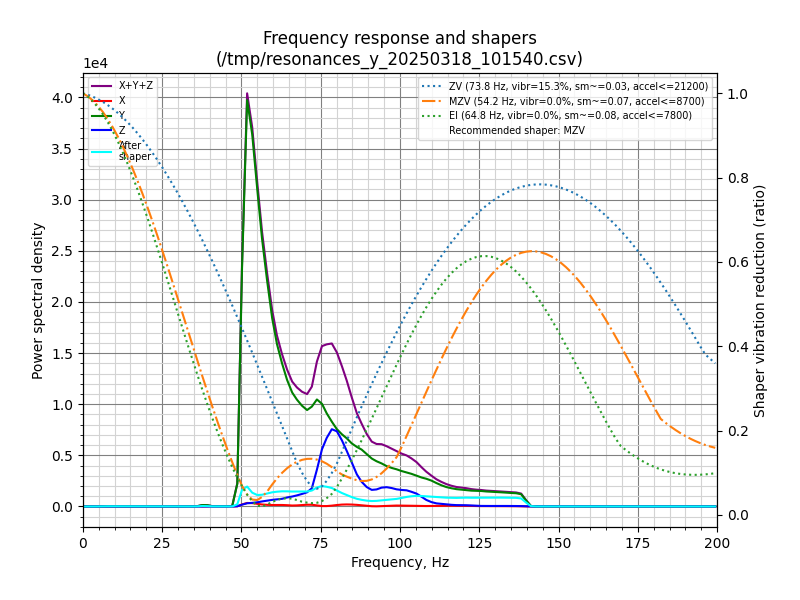 Frequency response and shapers
(/tmp/resonances_y_20250318_101540.csv)
1e4
X+Y+Z
X
Y
Z
After
shaper
ZV (73.8 Hz, vibr=15.3%, sm~=0.03, accel<=21200)
MZV (54.2 Hz, vibr=0.0%, sm~=0.07, accel<=8700)
EI (64.8 Hz, vibr=0.0%, sm~=0.08, accel<=7800)
Recommended shaper: MZV
Power spectral density
4.0
3.5
3.0
2.5
2.0
1.5
1.0
0.5
0.0
1.0
0.8
0.6
0.4
0.2
0.0
Shaper vibration reduction (ratio)
0 25 50 75 100 125 150 175 200
Frequency, Hz